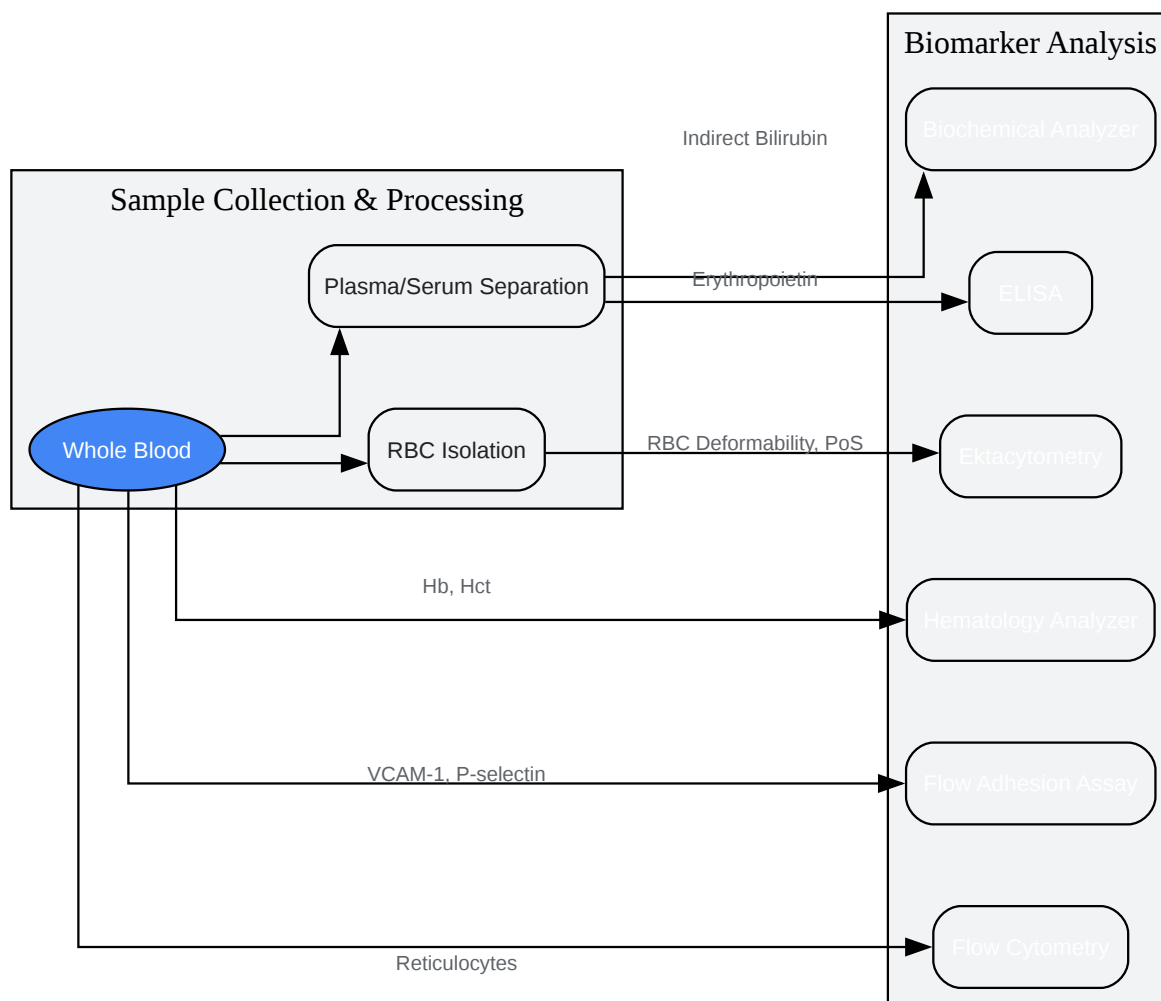 Biomarker Analysis
Biochemical Analyzer
Indirect Bilirubin
Sample Collection & Processing
Plasma/Serum Separation
Erythropoietin
ELISA
Whole Blood
RBC Isolation
RBC Deformability, PoS
Ektacytometry
Hb, Hct
Hematology Analyzer
VCAM-1, P-selectin
Flow Adhesion Assay
Reticulocytes
Flow Cytometry